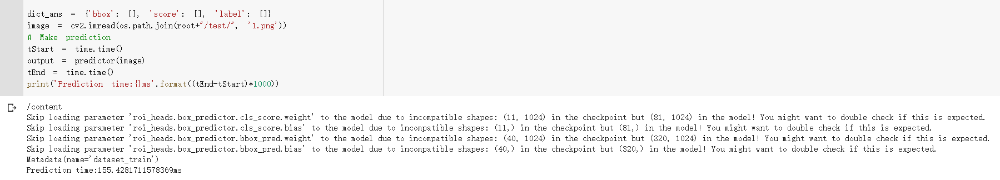 dict_ans = {'bbox': [], 'score': [], 'label': []}
image = cv2.imread(os.path.join(root+"/test/", '1.png'))
# Make prediction
tStart = time.time()
output = predictor(image)
tEnd = time.time()
print('Prediction time:{}ms'.format((tEnd-tStart)*1000))
/content
Skip loading parameter 'roi_heads.box_predictor.cls_score.weight' to the model due to incompatible shapes: (11, 1024) in the checkpoint but (81, 1024) in the model! You might want to double check if this is expected.
Skip loading parameter 'roi_heads.box_predictor.cls_score.bias' to the model due to incompatible shapes: (11,) in the checkpoint but (81,) in the model! You might want to double check if this is expected.
Skip loading parameter 'roi_heads.box_predictor.bbox_pred.weight' to the model due to incompatible shapes: (40, 1024) in the checkpoint but (320, 1024) in the model! You might want to double check if this is expected.
Skip loading parameter 'roi_heads.box_predictor.bbox_pred.bias' to the model due to incompatible shapes: (40,) in the checkpoint but (320,) in the model! You might want to double check if this is expected.
Metadata(name='dataset_train')
Prediction time:155.4281711578369ms